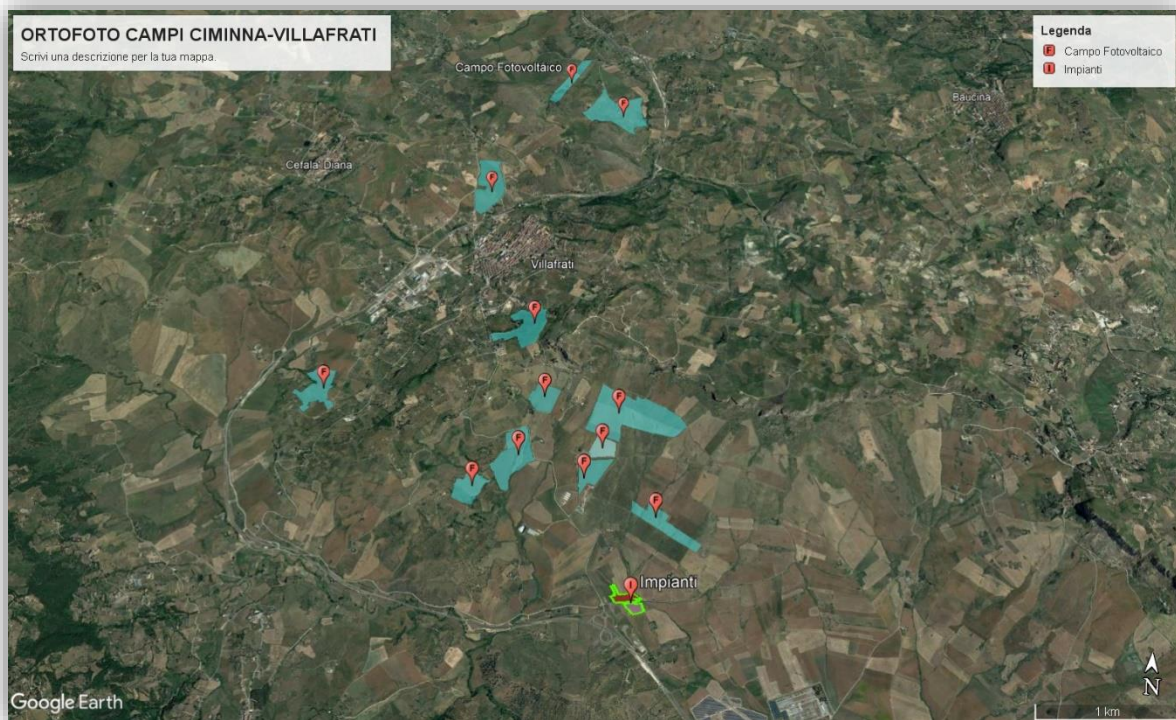 ORTOFOTO CAMPI CIMINNA-VILLAFRATI
Scrivi una descrizione per la tua mappa.
Legenda
F Campo Fotovoltaico
I Impianti
Campo Fotovoltaico F
F
Baucina
Cefalà Diana
F
Villafrati
F
F
F
F
F
F
F
F
F
I Impianti
N
Google Earth
1 km